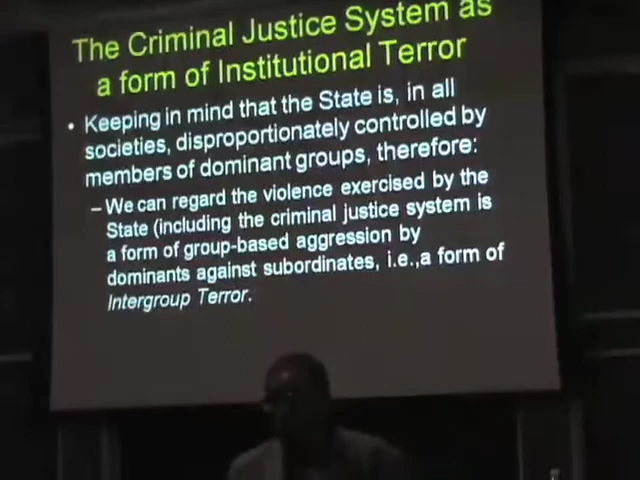 The Criminal Justice System as
a form of Institutional Terror
• Keeping in mind that the State is, in all
societies, disproportionately controlled by
members of dominant groups, therefore:
–We can regard the violence exercised by the
State (including the criminal justice system is
a form of group-based aggression by
dominants against subordinates, i.e.,a form of
Intergroup Terror.